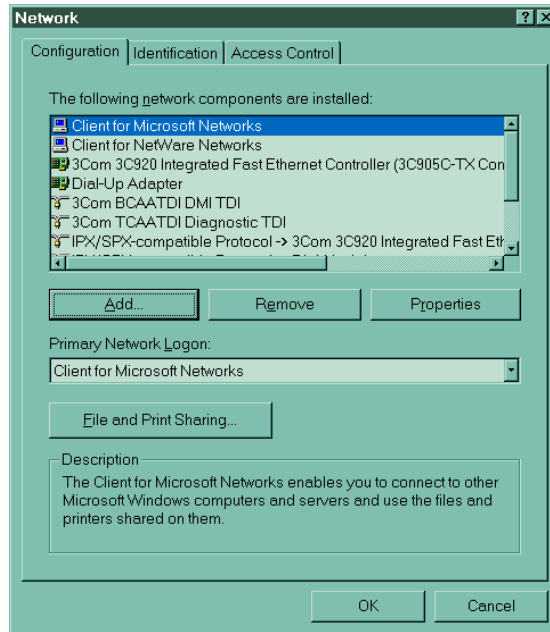 Network
Configuration Identification Access Control
The following network components are installed:
Client for Microsoft Networks
Client for NetWare Networks
3Com 3C920 Integrated Fast Ethernet Controller (3C905C-TX Con
Dial-Up Adapter
3Com BCAATDI DMI TDI
3Com TCAATDI Diagnostic TDI
IPX/SPX-compatible Protocol -> 3Com 3C920 Integrated Fast Eth
Add... Remove Properties
Primary Network Logon:
Client for Microsoft Networks
File and Print Sharing...
Description
The Client for Microsoft Networks enables you to connect to other
Microsoft Windows computers and servers and use the files and
printers shared on them.
OK Cancel